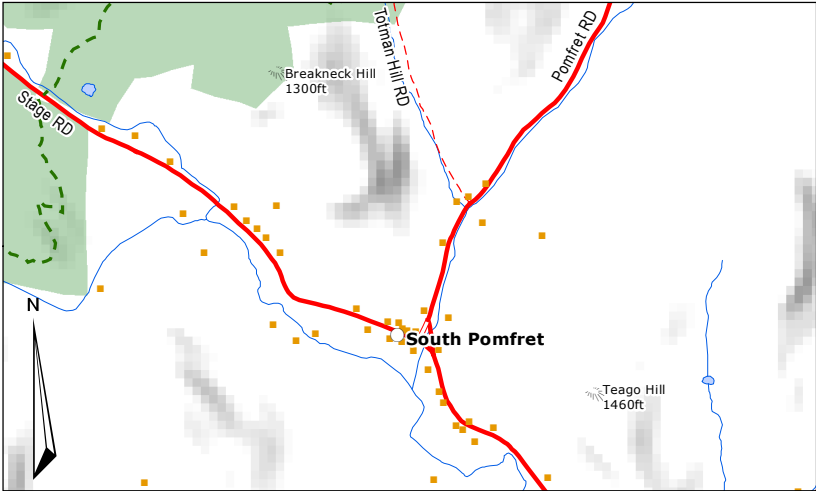 Totman Hill RD
Pomfret RD
Breakneck Hill
1300ft
Stage RD
N
South Pomfret
Teago Hill
1460ft